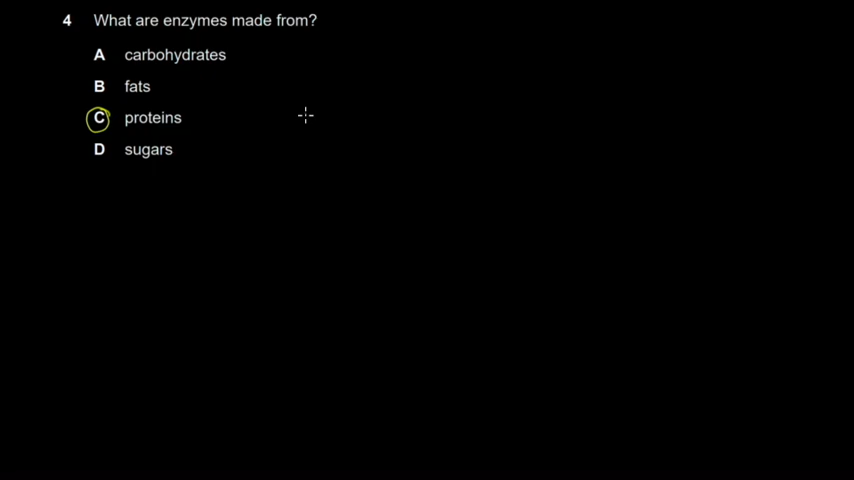 4 What are enzymes made from?
A carbohydrates
B fats
C proteins
D sugars